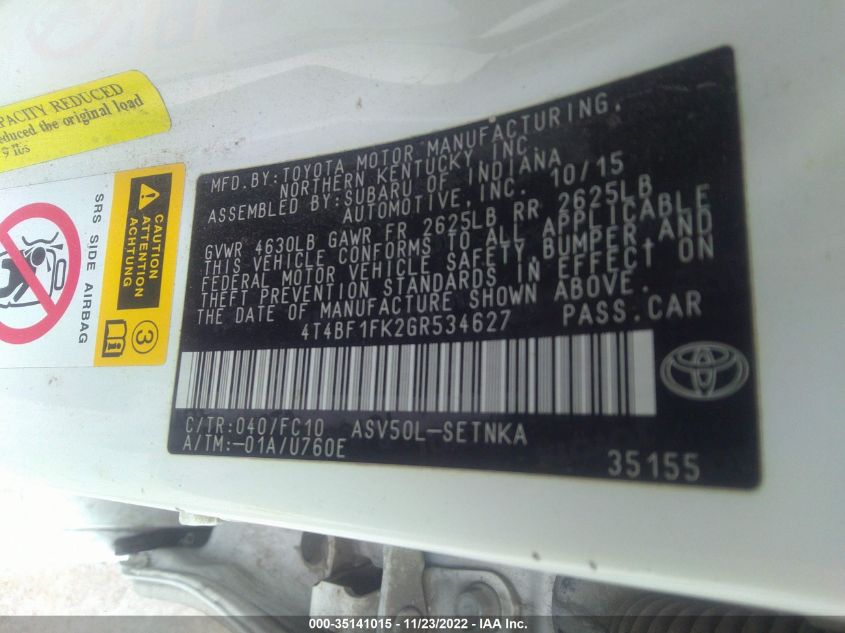 PACITY REDUCED
educed the original load
9 lbs
CAUTION
ATTENTION
ACHTUNG
SRS SIDE AIRBAG
3
MFD.BY: TOYOTA MOTOR MANUFACTURING,
NORTHERN KENTUCKY, INC.
ASSEMBLED BY: SUBARU OF INDIANA
AUTOMOTIVE, INC. 10/15
GVWR 4630LB GAWR FR 2625LB RR 2625LB
THIS VEHICLE CONFORMS TO ALL APPLICABLE
FEDERAL MOTOR VEHICLE SAFETY, BUMPER, AND
THEFT PREVENTION STANDARDS IN EFFECT ON
THE DATE OF MANUFACTURE SHOWN ABOVE.
4T4BF1FK2GR534627 PASS.CAR
C/TR:040/FC10 ASV50L-SETNKA
A/TM:-01A/U760E
35155
000-35141015 - 11/23/2022 - IAA Inc.